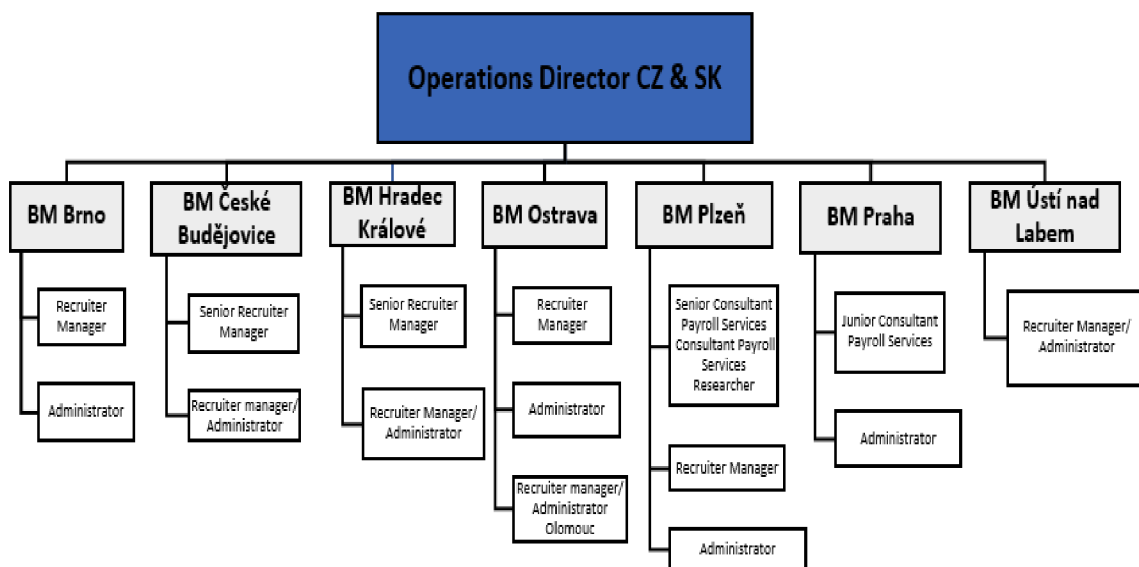 Operations Director CZ & SK
BM Brno
Recruiter
Manager
Administrator
BM České
Budějovice
Senior Recruiter
Manager
Recruiter manager/
Administrator
BM Hradec
Králové
Senior Recruiter
Manager
Recruiter Manager/
Administrator
BM Ostrava
Recruiter
Manager
Administrator
Recruiter manager/
Administrator
Olomouc
BM Plzeň
Senior Consultant
Payroll Services
Consultant Payroll
Services
Researcher
Recruiter Manager
Administrator
BM Praha
Junior Consultant
Payroll Services
Administrator
BM Ústí nad
Labem
Recruiter Manager/
Administrator